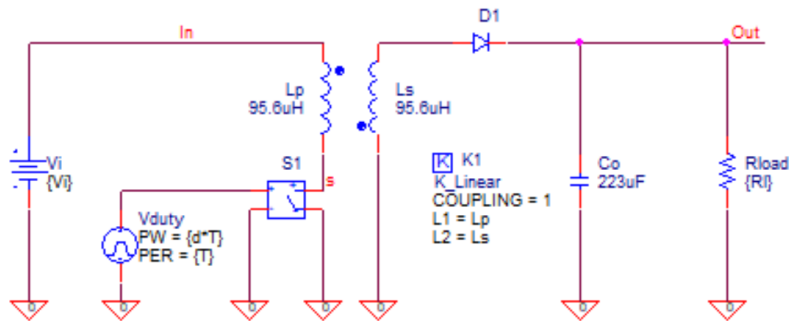 D1
In
Out
Lp
95.6uH
Ls
95.6uH
Vi
{Vi}
S1
s
K K1
K_Linear
COUPLING = 1
L1 = Lp
L2 = Ls
Co
223uF
Rload
{Rl}
Vduty
PW = {d*T}
PER = {T}
0 0 0 0 0 0 0